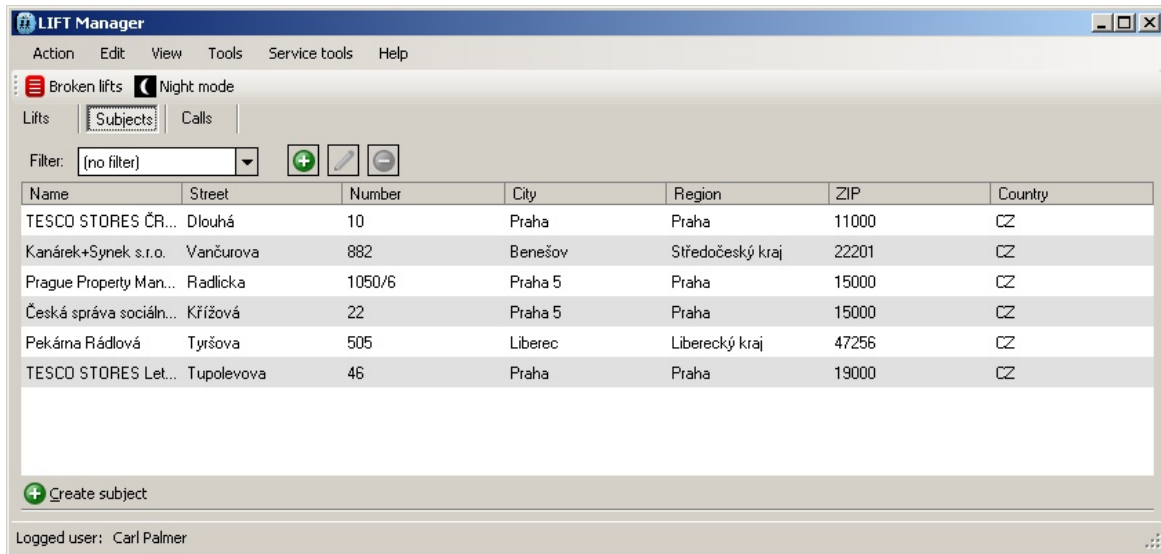 LIFT Manager
Action Edit View Tools Service tools Help
Broken lifts Night mode
Lifts Subjects Calls
Filter: (no filter)
Name Street Number City Region ZIP Country
TESCO STORES ČR... Dlouhá 10 Praha Praha 11000 CZ
Kanárek+Synek s.r.o. Vančurova 882 Benešov Středočeský kraj 22201 CZ
Prague Property Man... Radlicka 1050/6 Praha 5 Praha 15000 CZ
Česká správa sociáln... Křížová 22 Praha 5 Praha 15000 CZ
Pekárna Rádlová Tyršova 505 Liberec Liberecký kraj 47256 CZ
TESCO STORES Let... Tupolevova 46 Praha Praha 19000 CZ
Create subject
Logged user: Carl Palmer